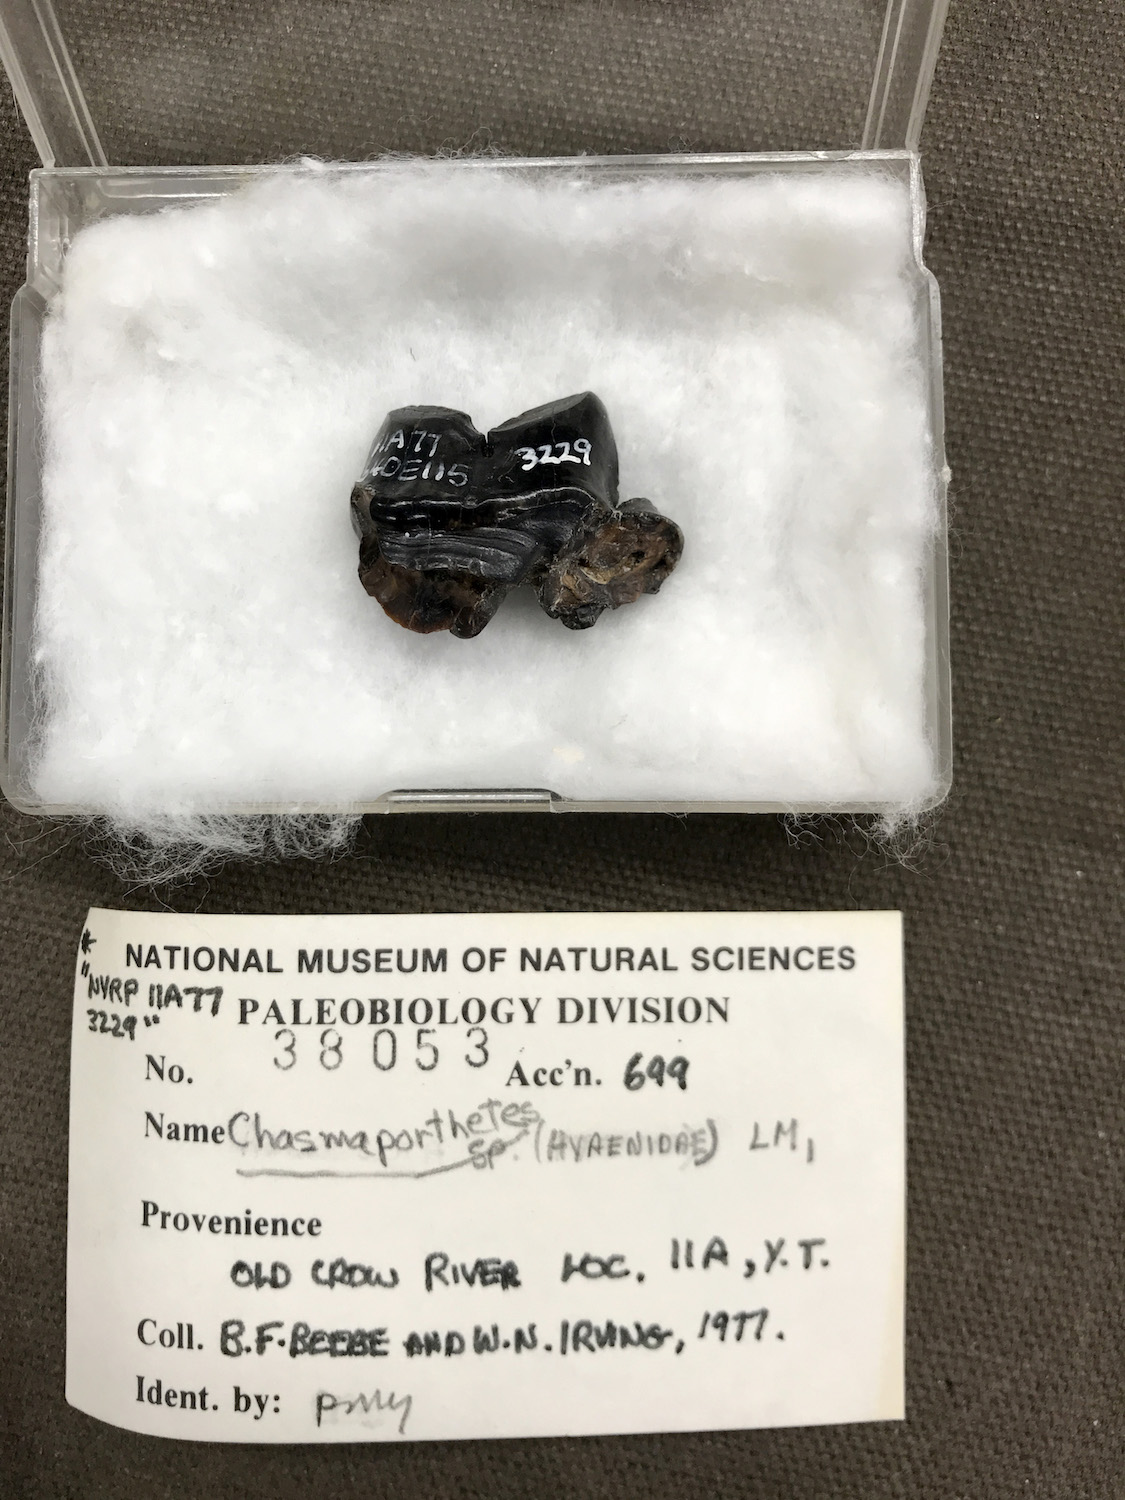 11A77
40E115
3229
* NATIONAL MUSEUM OF NATURAL SCIENCES
"NVRP 11A77
3229"
PALEOBIOLOGY DIVISION
No. 38053 Acc'n. 699
Name Chasmaporthetes sp. (HYAENIDAE) LM1
Provenience
OLD CROW RIVER LOC. 11A, Y.T.
Coll. B.F. BEEBE AND W.N. IRVING, 1977.
Ident. by: